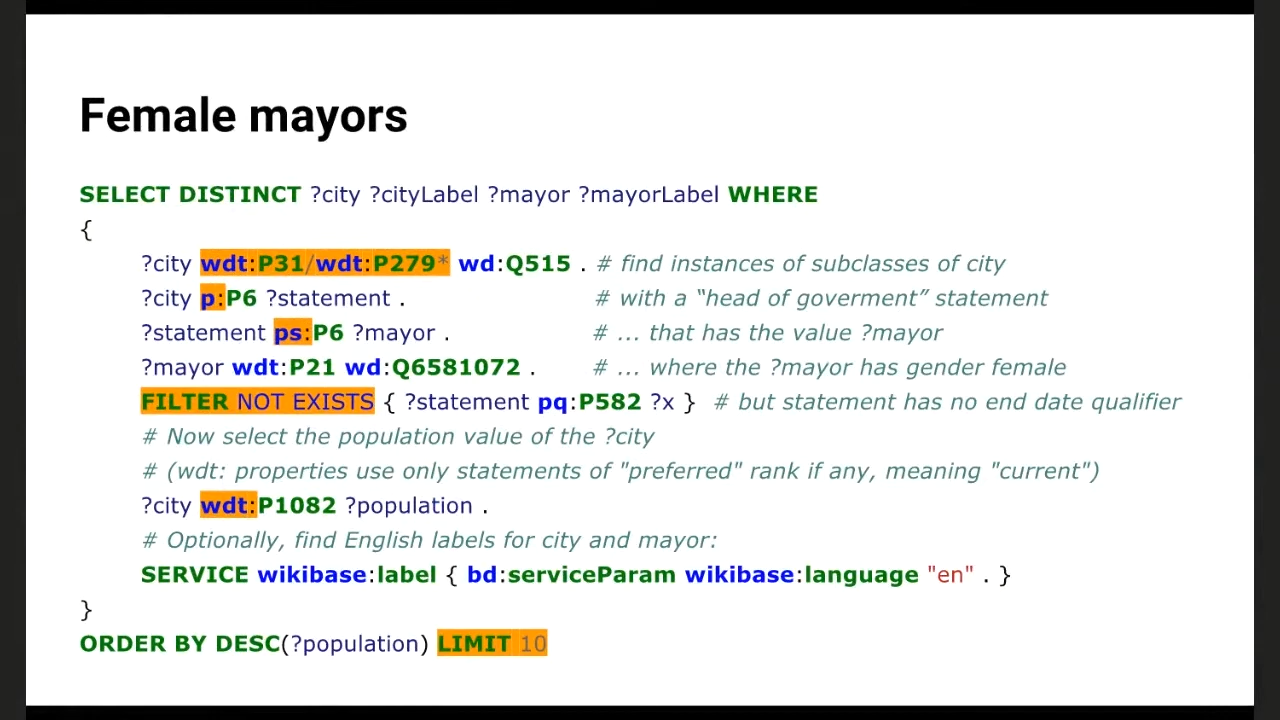 Female mayors
SELECT DISTINCT ?city ?cityLabel ?mayor ?mayorLabel WHERE
{
?city wdt:P31/wdt:P279* wd:Q515 . # find instances of subclasses of city
?city p:P6 ?statement . # with a “head of goverment” statement
?statement ps:P6 ?mayor . # ... that has the value ?mayor
?mayor wdt:P21 wd:Q6581072 . # ... where the ?mayor has gender female
FILTER NOT EXISTS { ?statement pq:P582 ?x } # but statement has no end date qualifier
# Now select the population value of the ?city
# (wdt: properties use only statements of "preferred" rank if any, meaning "current")
?city wdt:P1082 ?population .
# Optionally, find English labels for city and mayor:
SERVICE wikibase:label { bd:serviceParam wikibase:language "en" . }
}
ORDER BY DESC(?population) LIMIT 10